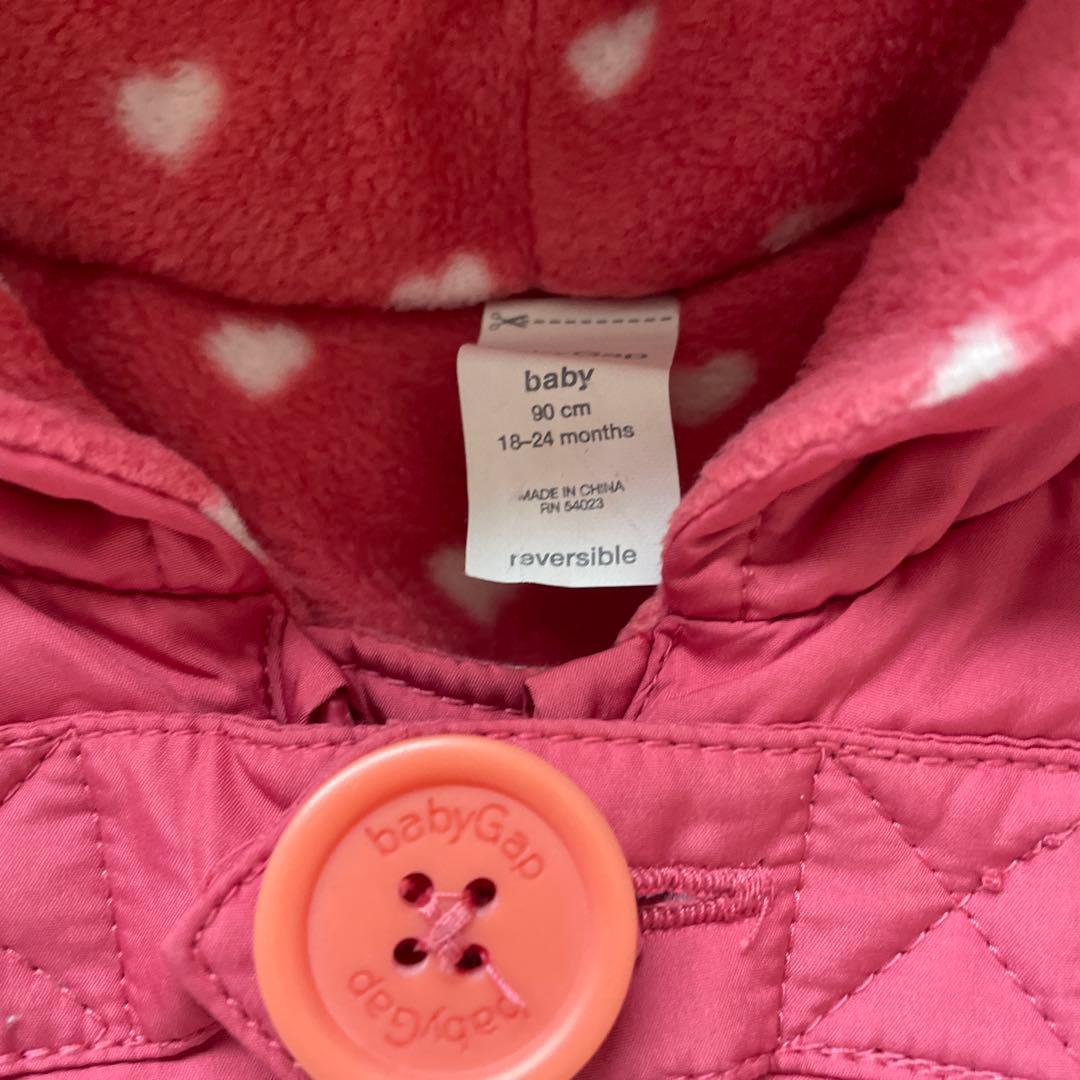 baby
90 cm
18–24 months
MADE IN CHINA
RN 54023
reversible
babyGap
babyGap